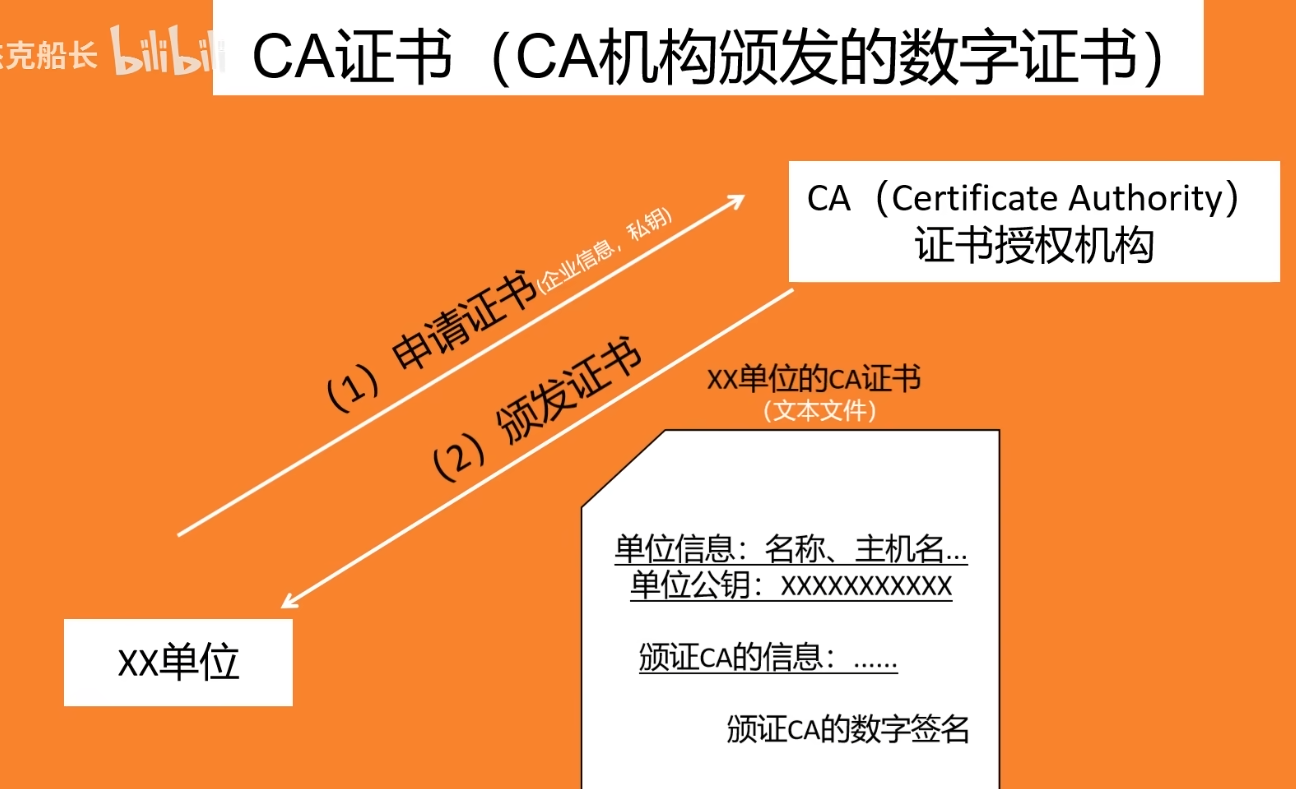 克船长 bilibili
CA证书（CA机构颁发的数字证书）
CA（Certificate Authority）
证书授权机构
（1）申请证书(企业信息，私钥)
（2）颁发证书
XX单位的CA证书
（文本文件）
单位信息：名称、主机名...
单位公钥：XXXXXXXXXXX
颁证CA的信息：......
颁证CA的数字签名
XX单位